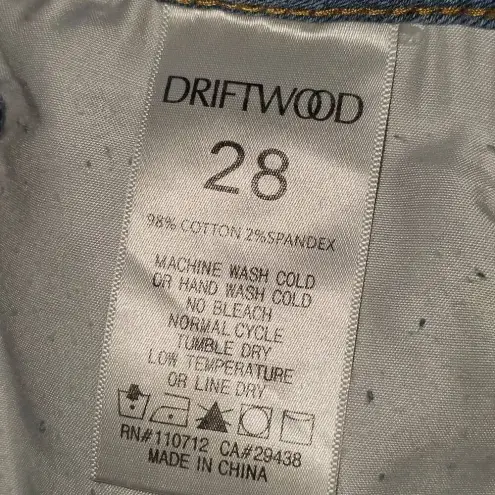 DRIFTWOOD
28
98% COTTON 2%SPANDEX
MACHINE WASH COLD
OR HAND WASH COLD
NO BLEACH
NORMAL CYCLE
TUMBLE DRY
LOW TEMPERATURE
OR LINE DRY
RN#110712 CA#29438
MADE IN CHINA